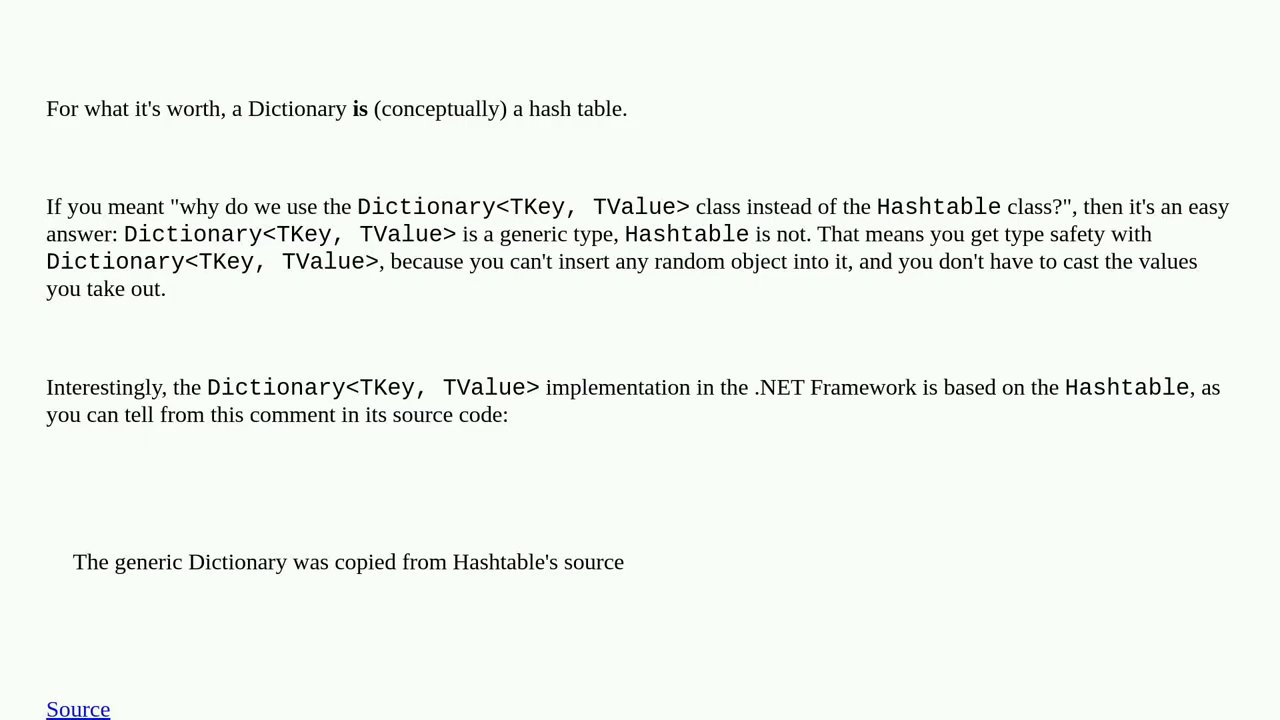 For what it's worth, a Dictionary is (conceptually) a hash table.
If you meant "why do we use the Dictionary<TKey, TValue> class instead of the Hashtable class?", then it's an easy
answer: Dictionary<TKey, TValue> is a generic type, Hashtable is not. That means you get type safety with
Dictionary<TKey, TValue>, because you can't insert any random object into it, and you don't have to cast the values
you take out.
Interestingly, the Dictionary<TKey, TValue> implementation in the .NET Framework is based on the Hashtable, as
you can tell from this comment in its source code:
The generic Dictionary was copied from Hashtable's source
Source